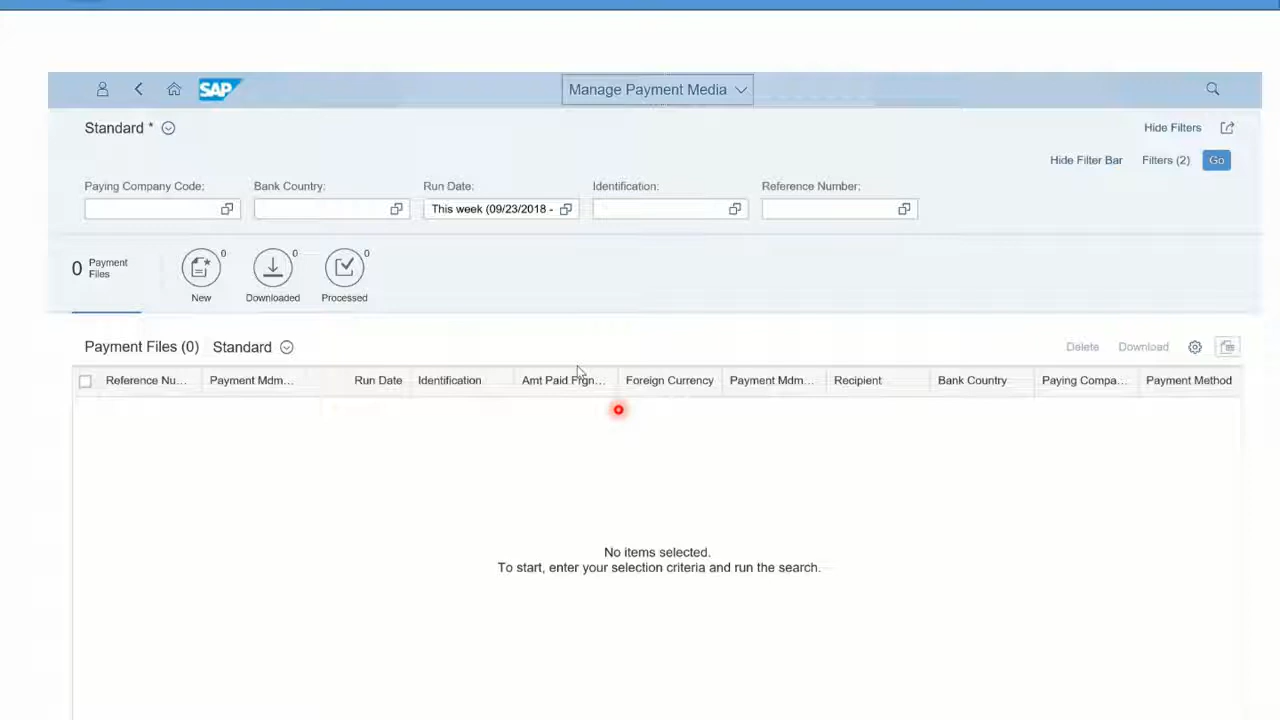 SAP
Manage Payment Media
Standard *
Hide Filters
Hide Filter Bar Filters (2) Go
Paying Company Code: Bank Country: Run Date: Identification: Reference Number:
This week (09/23/2018 -
0 Payment Files
0 0 0
New Downloaded Processed
Payment Files (0) Standard
Delete Download
Reference Nu... Payment Mdm... Run Date Identification Amt Paid Frgn... Foreign Currency Payment Mdm... Recipient Bank Country Paying Compa... Payment Method
No items selected.
To start, enter your selection criteria and run the search.